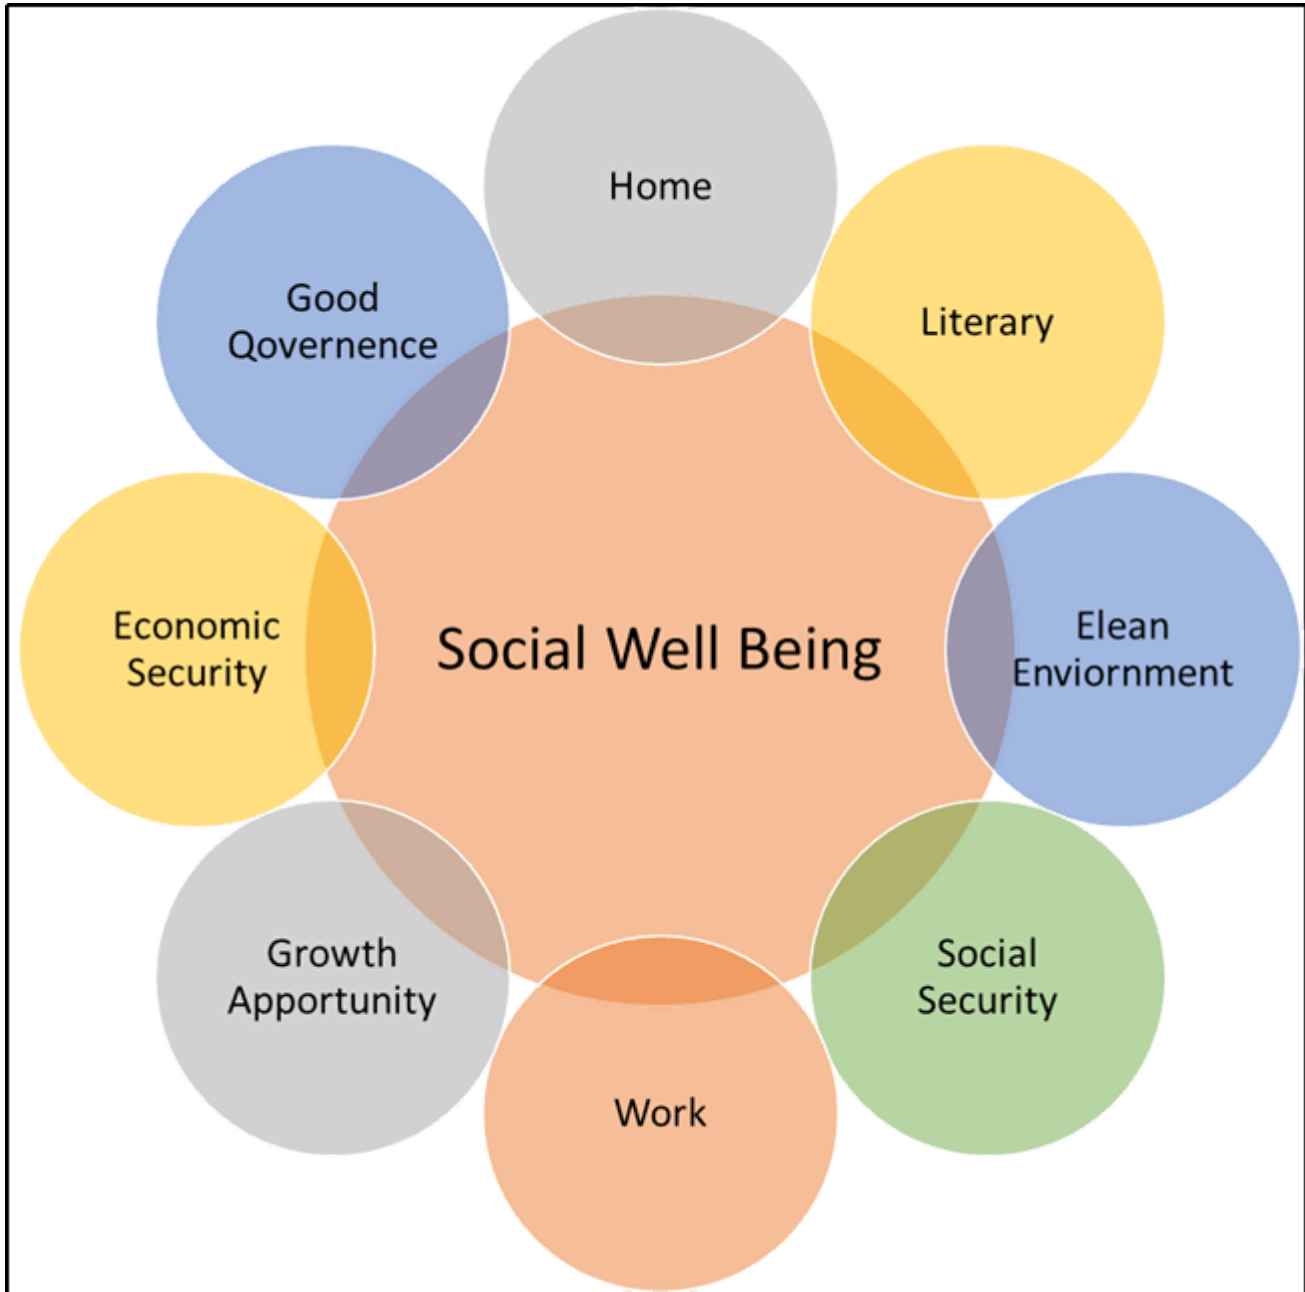 Home
Good
Qovernence
Literary
Economic
Security
Social Well Being
Elean
Enviornment
Growth
Apportunity
Social
Security
Work